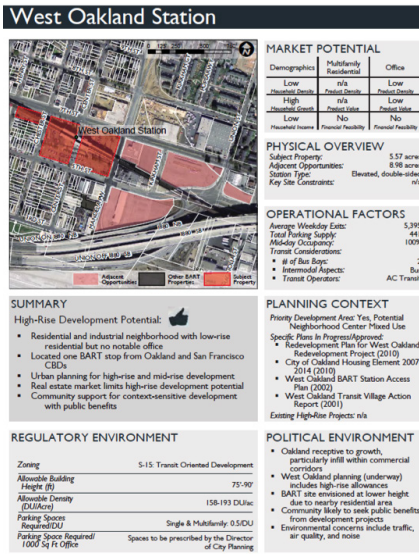 West Oakland Station
0 125 250 500
West Oakland Station
5TH ST
Adjacent
Opportunities
Other BART
Properties
Subject
Property
MARKET POTENTIAL
Demographics
Multifamily
Residential
Office
Low n/a Low
Household Density Product Density Product Density
High n/a Low
Household Growth Product Value Product Value
Low No No
Household Income Financial Feasibility Financial Feasibility
PHYSICAL OVERVIEW
Subject Property: 5.57 acre
Adjacent Opportunities: 8.98 acre
Station Type: Elevated, double-side
Key Site Constraints: n/
OPERATIONAL FACTORS
Average Weekday Exits: 5,395
Total Parking Supply: 44
Mid-day Occupancy: 100%
Transit Considerations:
▪ # of Bus Bays: 2
▪ Intermodal Aspects: Bu
▪ Transit Operators: AC Transi
SUMMARY
High-Rise Development Potential:
▪ Residential and industrial neighborhood with low-rise
residential but no notable office
▪ Located one BART stop from Oakland and San Francisco
CBDs
▪ Urban planning for high-rise and mid-rise development
▪ Real estate market limits high-rise development potential
▪ Community support for context-sensitive development
with public benefits
PLANNING CONTEXT
Priority Development Area: Yes, Potential
Neighborhood Center Mixed Use
Specific Plans In Progress/Approved:
▪ Redevelopment Plan for West Oakland
Redevelopment Project (2010)
▪ City of Oakland Housing Element 2007
2014 (2010)
▪ West Oakland BART Station Access
Plan (2002)
▪ West Oakland Transit Village Action
Report (2001)
Existing High-Rise Projects: n/a
REGULATORY ENVIRONMENT
Zoning S-15: Transit Oriented Development
Allowable Building
Height (ft) 75'-90'
Allowable Density
(DU/Acre) 158-193 DU/ac
Parking Spaces
Required/DU Single & Multifamily: 0.5/DU
Parking Space Required/
1000 Sq Ft Office
Spaces to be prescribed by the Director
of City Planning
POLITICAL ENVIRONMENT
▪ Oakland receptive to growth,
particularly infill within commercial
corridors
▪ West Oakland planning (underway)
includes high-rise allowances
▪ BART site envisioned at lower height
due to nearby residential area
▪ Community likely to seek public benefits
from development projects
▪ Environmental concerns include traffic,
air quality, and noise